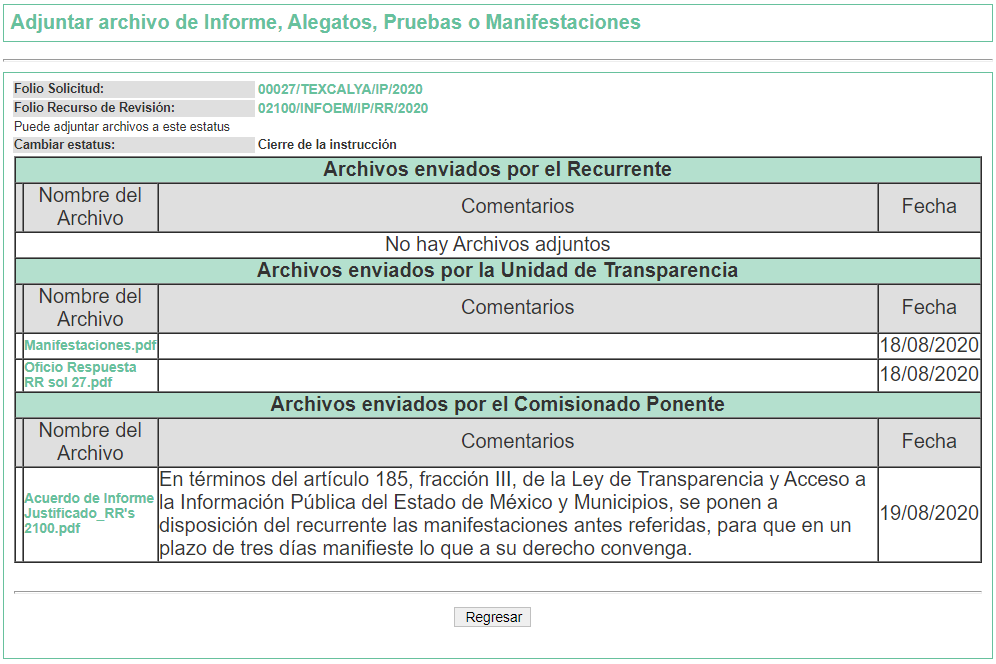 Adjuntar archivo de Informe, Alegatos, Pruebas o Manifestaciones
Folio Solicitud: 00027/TEXCALYA/IP/2020
Folio Recurso de Revisión: 02100/INFOEM/IP/RR/2020
Puede adjuntar archivos a este estatus
Cambiar estatus: Cierre de la instrucción
Archivos enviados por el Recurrente
Nombre del
Archivo
Comentarios
Fecha
No hay Archivos adjuntos
Archivos enviados por la Unidad de Transparencia
Nombre del
Archivo
Comentarios
Fecha
Manifestaciones.pdf
18/08/2020
Oficio Respuesta
RR sol 27.pdf
18/08/2020
Archivos enviados por el Comisionado Ponente
Nombre del
Archivo
Comentarios
Fecha
Acuerdo de Informe
Justificado_RR's
2100.pdf
En términos del artículo 185, fracción III, de la Ley de Transparencia y Acceso a
la Información Pública del Estado de México y Municipios, se ponen a
disposición del recurrente las manifestaciones antes referidas, para que en un
plazo de tres días manifieste lo que a su derecho convenga.
19/08/2020
Regresar